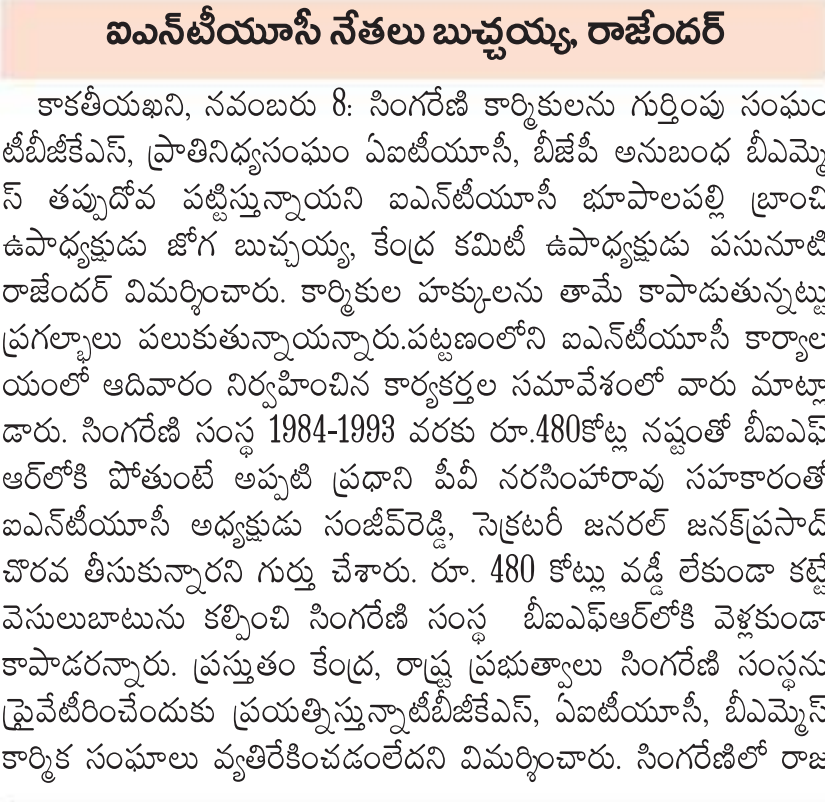 ఐఎన్‌టీయూసీ నేతలు బుచ్చయ్య, రాజేందర్
కాకతీయఖని, నవంబరు 8: సింగరేణి కార్మికులను గుర్తింపు సంఘం
టీబీజీకేఎస్, ప్రాతినిధ్యసంఘం ఏఐటీయూసీ, బీజేపీ అనుబంధ బీఎమ్మె
స్ తప్పుదోవ పట్టిస్తున్నాయని ఐఎన్‌టీయూసీ భూపాలపల్లి బ్రాంచి
ఉపాధ్యక్షుడు జోగ బుచ్చయ్య, కేంద్ర కమిటీ ఉపాధ్యక్షుడు పసునూటి
రాజేందర్ విమర్శించారు. కార్మికుల హక్కులను తామే కాపాడుతున్నట్టు
ప్రగల్భాలు పలుకుతున్నాయన్నారు.పట్టణంలోని ఐఎన్‌టీయూసీ కార్యాల
యంలో ఆదివారం నిర్వహించిన కార్యకర్తల సమావేశంలో వారు మాట్లా
డారు. సింగరేణి సంస్థ 1984-1993 వరకు రూ.480కోట్ల నష్టంతో బీఐఎఫ్
ఆర్‌లోకి పోతుంటే అప్పటి ప్రధాని పీవీ నరసింహారావు సహకారంతో
ఐఎన్‌టీయూసీ అధ్యక్షుడు సంజీవ్‌రెడ్డి, సెక్రటరీ జనరల్ జనక్‌ప్రసాద్
చొరవ తీసుకున్నారని గుర్తు చేశారు. రూ. 480 కోట్లు వడ్డీ లేకుండా కట్టే
వెసులుబాటును కల్పించి సింగరేణి సంస్థ బీఐఎఫ్ఆర్‌లోకి వెళ్లకుండా
కాపాడరన్నారు. ప్రస్తుతం కేంద్ర, రాష్ట్ర ప్రభుత్వాలు సింగరేణి సంస్థను
ప్రైవేటీరించేందుకు ప్రయత్నిస్తున్నాటీబీజీకేఎస్, ఏఐటీయూసీ, బీఎమ్మెస్
కార్మిక సంఘాలు వ్యతిరేకించడంలేదని విమర్శించారు. సింగరేణిలో రాజ